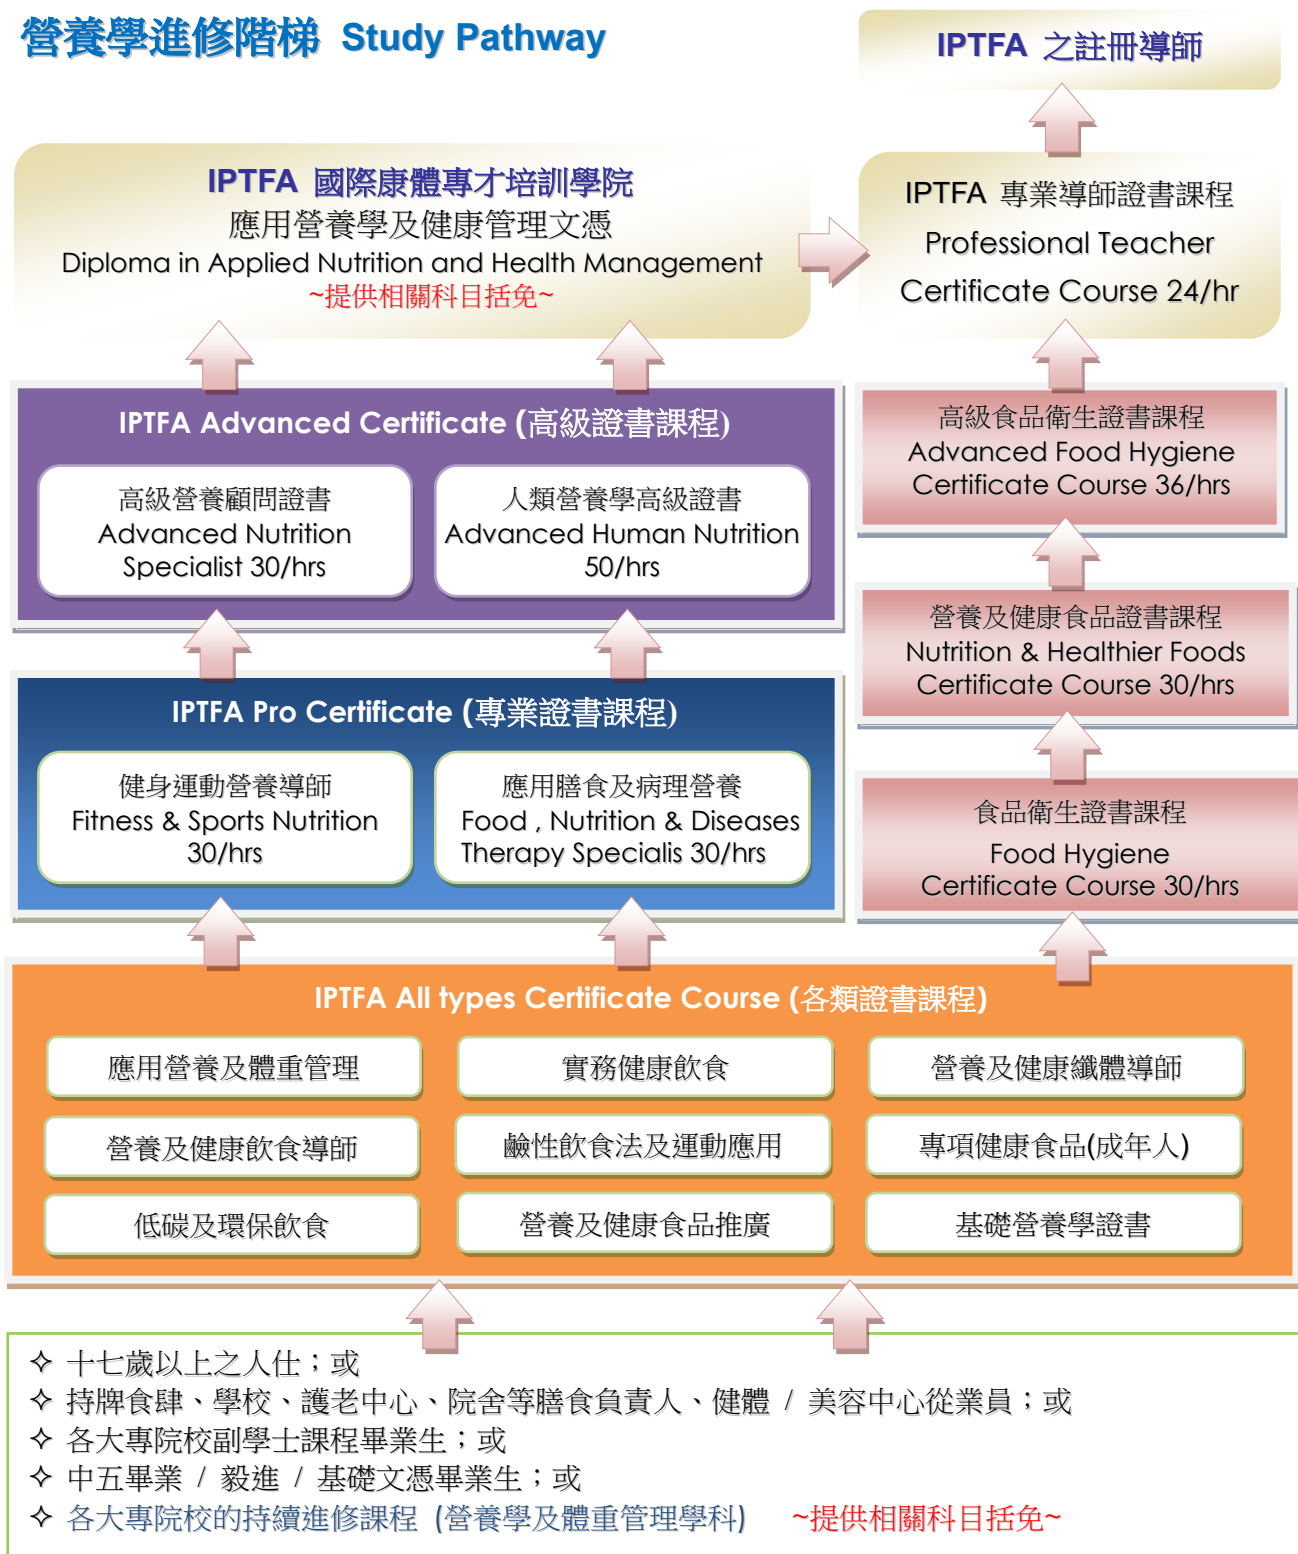 營養學進修階梯 Study Pathway
IPTFA 之註冊導師
IPTFA 國際康體專才培訓學院
應用營養學及健康管理文憑
Diploma in Applied Nutrition and Health Management
~提供相關科目括免~
IPTFA 專業導師證書課程
Professional Teacher
Certificate Course 24/hr
IPTFA Advanced Certificate (高級證書課程)
高級營養顧問證書
Advanced Nutrition
Specialist 30/hrs
人類營養學高級證書
Advanced Human Nutrition
50/hrs
高級食品衛生證書課程
Advanced Food Hygiene
Certificate Course 36/hrs
營養及健康食品證書課程
Nutrition & Healthier Foods
Certificate Course 30/hrs
IPTFA Pro Certificate (專業證書課程)
健身運動營養導師
Fitness & Sports Nutrition
30/hrs
應用膳食及病理營養
Food , Nutrition & Diseases
Therapy Specialis 30/hrs
食品衛生證書課程
Food Hygiene
Certificate Course 30/hrs
IPTFA All types Certificate Course (各類證書課程)
應用營養及體重管理
實務健康飲食
營養及健康纖體導師
營養及健康飲食導師
鹼性飲食法及運動應用
專項健康食品(成年人)
低碳及環保飲食
營養及健康食品推廣
基礎營養學證書
✧ 十七歲以上之人仕；或
✧ 持牌食肆、學校、護老中心、院舍等膳食負責人、健體 / 美容中心從業員；或
✧ 各大專院校副學士課程畢業生；或
✧ 中五畢業 / 毅進 / 基礎文憑畢業生；或
✧ 各大專院校的持續進修課程 (營養學及體重管理學科) ~提供相關科目括免~